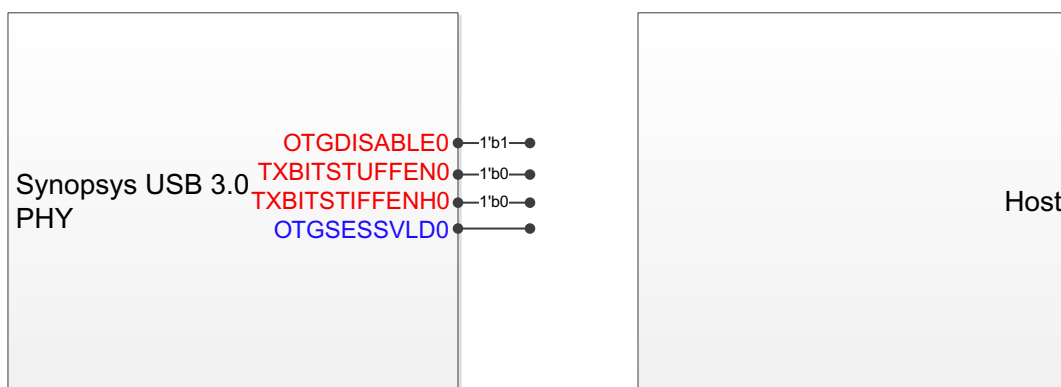 OTGDISABLE0 1'b1
TXBITSTUFFEN0 1'b0
Synopsys USB 3.0
PHY
TXBITSTIFFENH0 1'b0
OTGSESSVLD0
Host